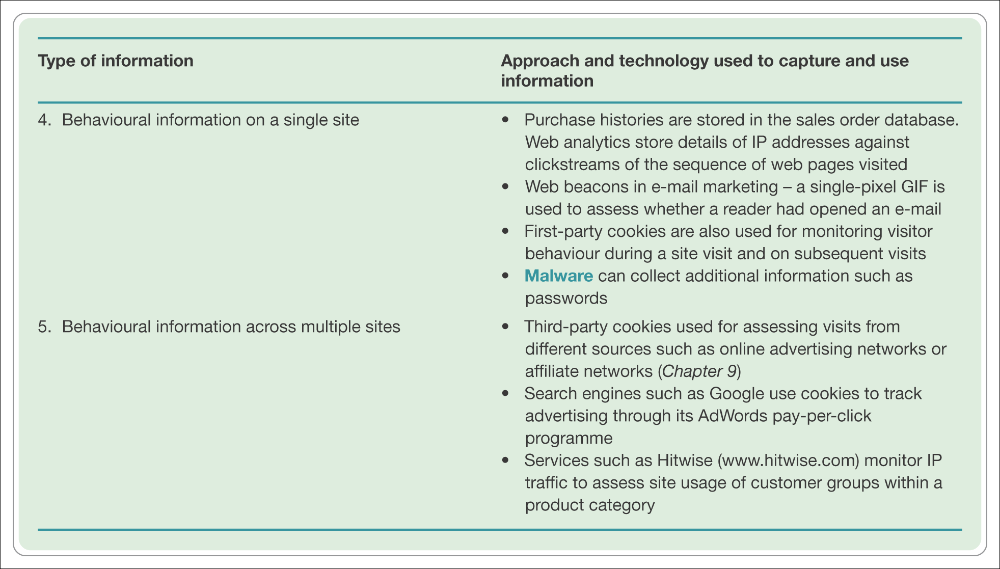 Type of information
Approach and technology used to capture and use
information
4. Behavioural information on a single site
• Purchase histories are stored in the sales order database.
Web analytics store details of IP addresses against
clickstreams of the sequence of web pages visited
• Web beacons in e-mail marketing – a single-pixel GIF is
used to assess whether a reader had opened an e-mail
• First-party cookies are also used for monitoring visitor
behaviour during a site visit and on subsequent visits
• Malware can collect additional information such as
passwords
5. Behavioural information across multiple sites
• Third-party cookies used for assessing visits from
different sources such as online advertising networks or
affiliate networks (Chapter 9)
• Search engines such as Google use cookies to track
advertising through its AdWords pay-per-click
programme
• Services such as Hitwise (www.hitwise.com) monitor IP
traffic to assess site usage of customer groups within a
product category